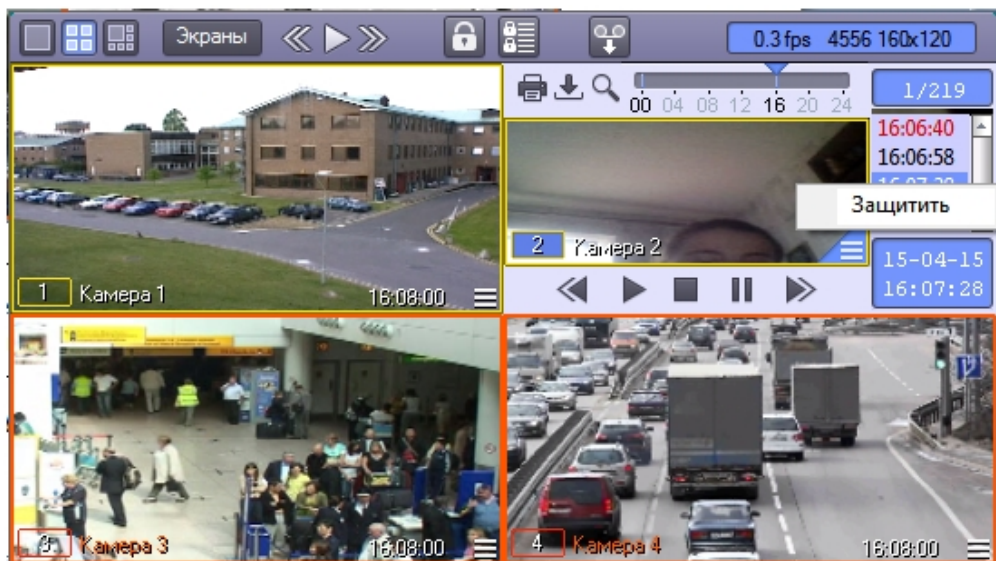 Экраны
0.3 fps 4556 160x120
00 04 08 12 16 20 24
1/219
16:06:40
16:06:58
Защитить
2 Камера 2
15-04-15
16:07:28
1 Камера 1 16:08:00
3 Камера 3 16:08:00
4 Камера 4 16:08:00